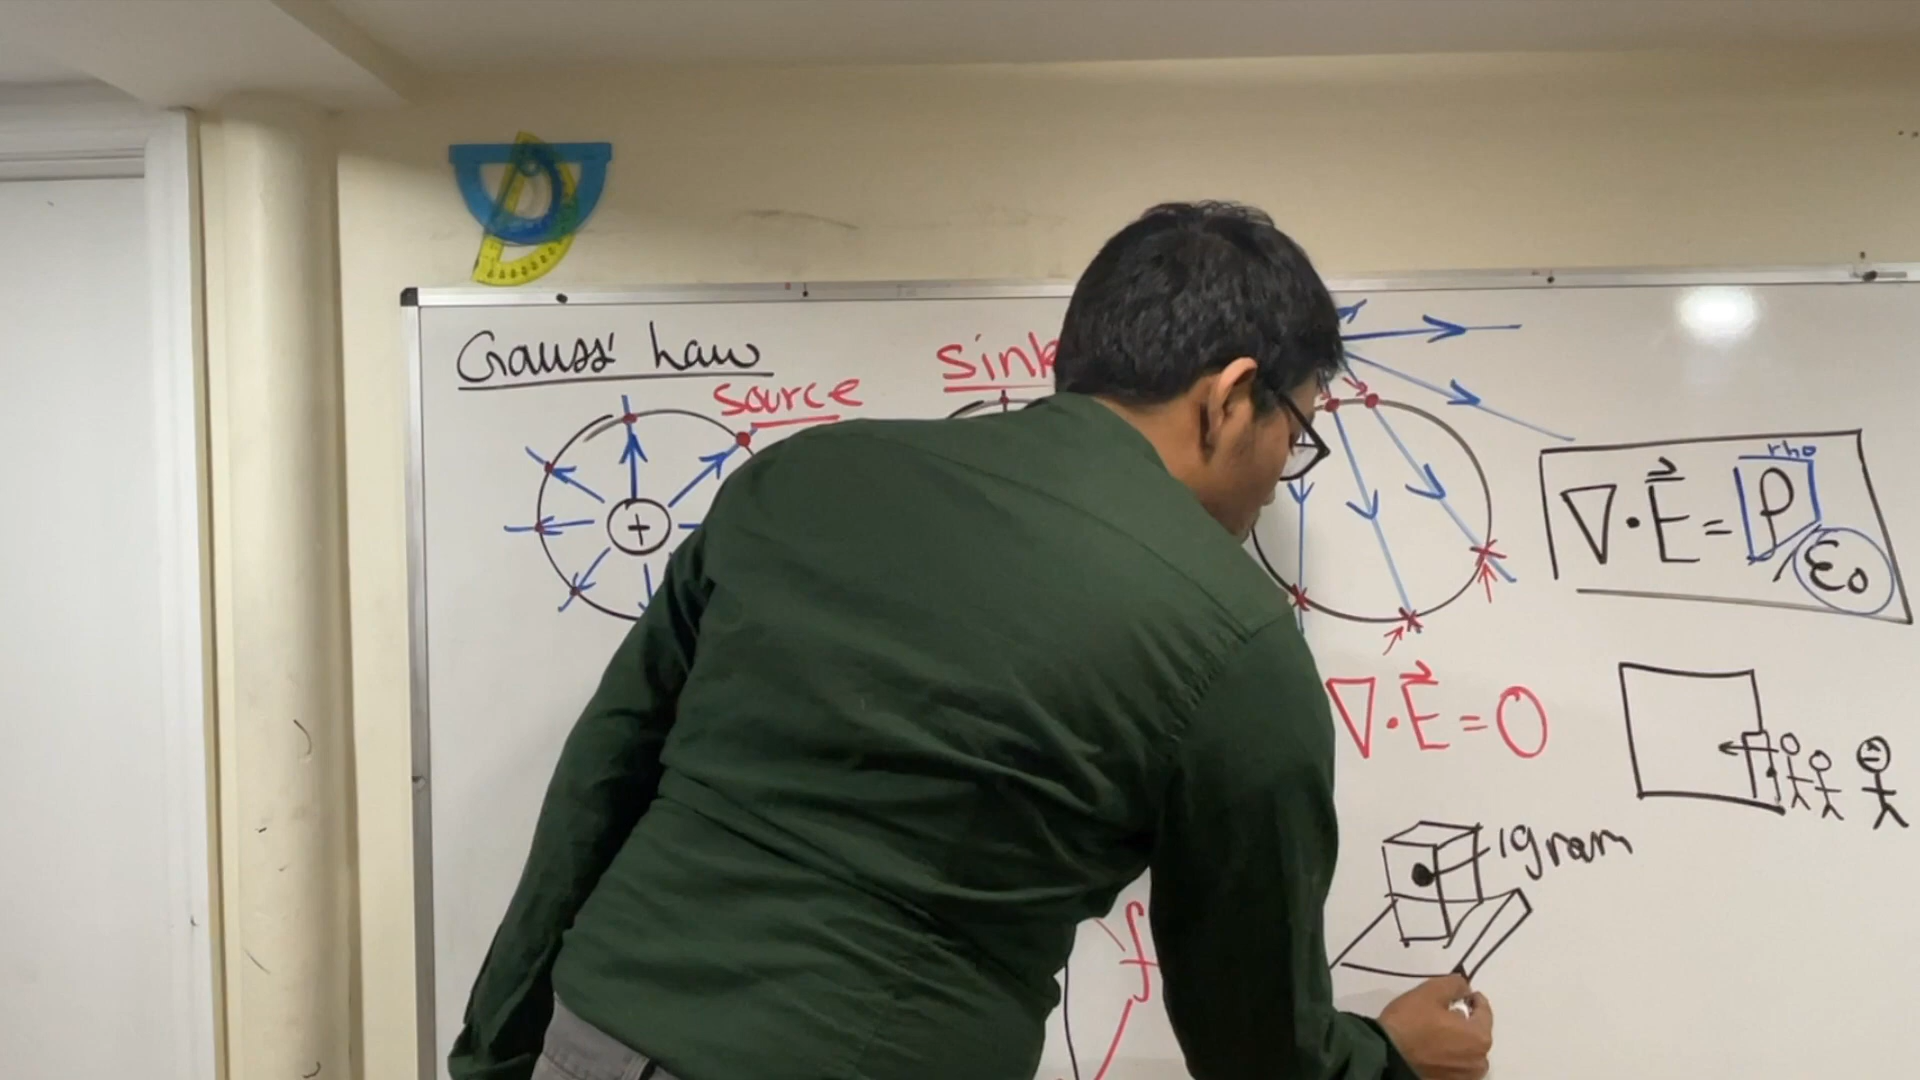 Gauss' Law
source
Sink
+
rho
∇·E⃗ = ρ/ε₀
∇·E⃗ = 0
1gram
f